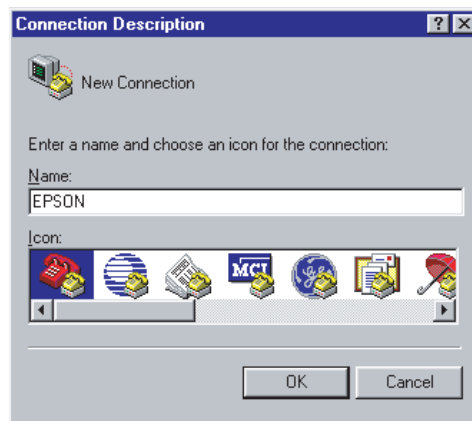 Connection Description
New Connection
Enter a name and choose an icon for the connection:
Name:
EPSON
Icon:
MCI
OK
Cancel